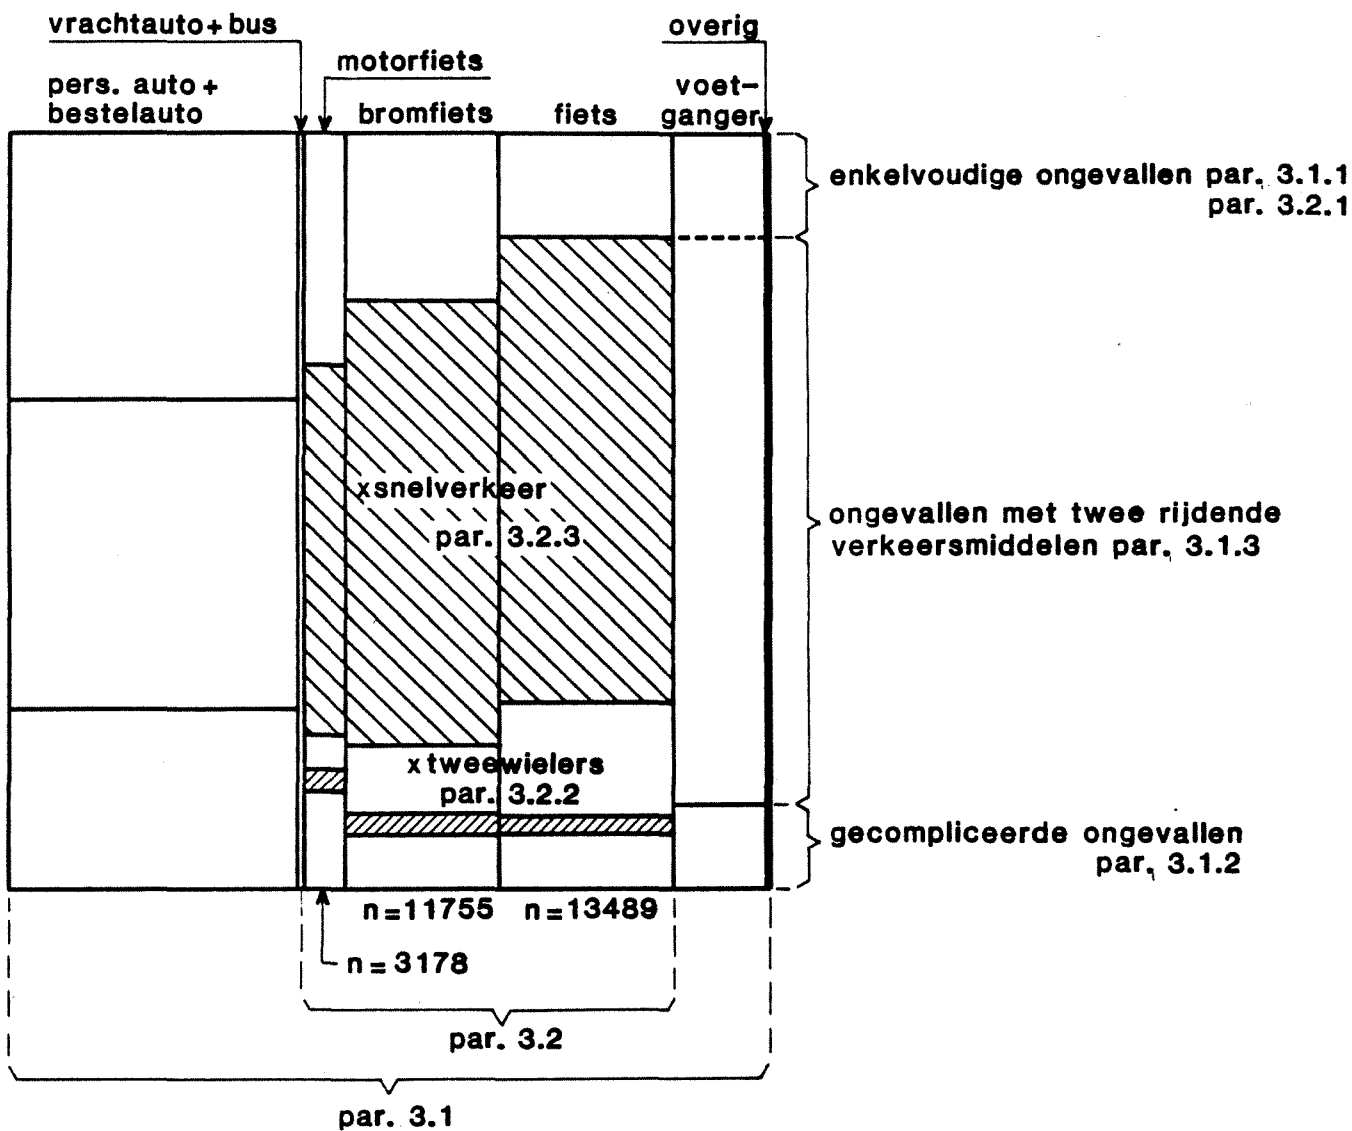 vrachtauto+bus
overig
motorfiets
pers. auto+
bestelauto
voet-
ganger
bromfiets
fiets
enkelvoudige ongevallen par. 3.1.1
par. 3.2.1
xsnelverkeer
par. 3.2.3
ongevallen met twee rijdende
verkeersmiddelen par. 3.1.3
xtweewielers
par. 3.2.2
gecompliceerde ongevallen
par. 3.1.2
n=11755
n=13489
n=3178
par. 3.2
par. 3.1